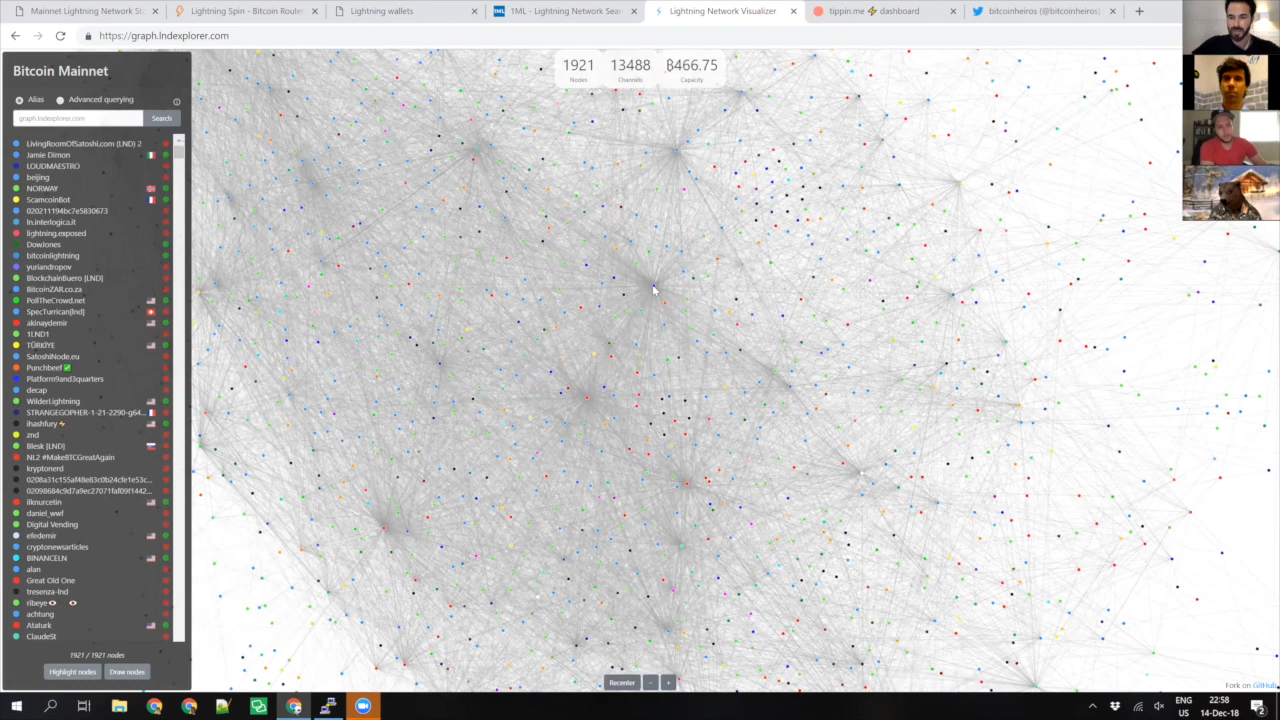 Mainnet Lightning Network Sta
Lightning Spin - Bitcoin Roulet
Lightning wallets
1ML
1ML - Lightning Network Sear
Lightning Network Visualizer
tippin.me ⚡ dashboard
bitcoinheiros (@bitcoinheiros)
https://graph.lndexplorer.com
Bitcoin Mainnet
Alias
Advanced querying
graph.lndexplorer.com
Search
1921
13488
฿466.75
Nodes
Channels
Capacity
LivingRoomOfSatoshi.com (LND) 2
Jamie Dimon
LOUDMAESTRO
beijing
NORWAY
ScamcoinBot
020211194bc7e5830673
ln.interlogica.it
lightning.exposed
DowJones
bitcoinlightning
yuriandropov
BlockchainBuero [LND]
BitcoinZAR.co.za
PollTheCrowd.net
SpecTurrican[lnd]
akinaydemir
1LND1
TÜRKİYE
SatoshiNode.eu
Punchbeef ✅
Platform9and3quarters
decap
WilderLightning
STRANGEGOPHER-1-21-2290-g64...
ihashfury ⚡
znd
Blesk [LND]
NL2 #MakeBTCGreatAgain
kryptonerd
0208a31c155af48e83c0b24cfe1e53c...
02098684c9d7a9ec27071faf09f1442...
ilknurcetin
daniel_wwf
Digital Vending
efedemir
cryptonewsarticles
BINANCELN
alan
Great Old One
tresenza-lnd
ribeye
achtung
Ataturk
ClaudeSt
1921 / 1921 nodes
Highlight nodes
Draw nodes
Recenter
−
+
Fork on GitHub
ENG
US
22:58
14-Dec-18
2